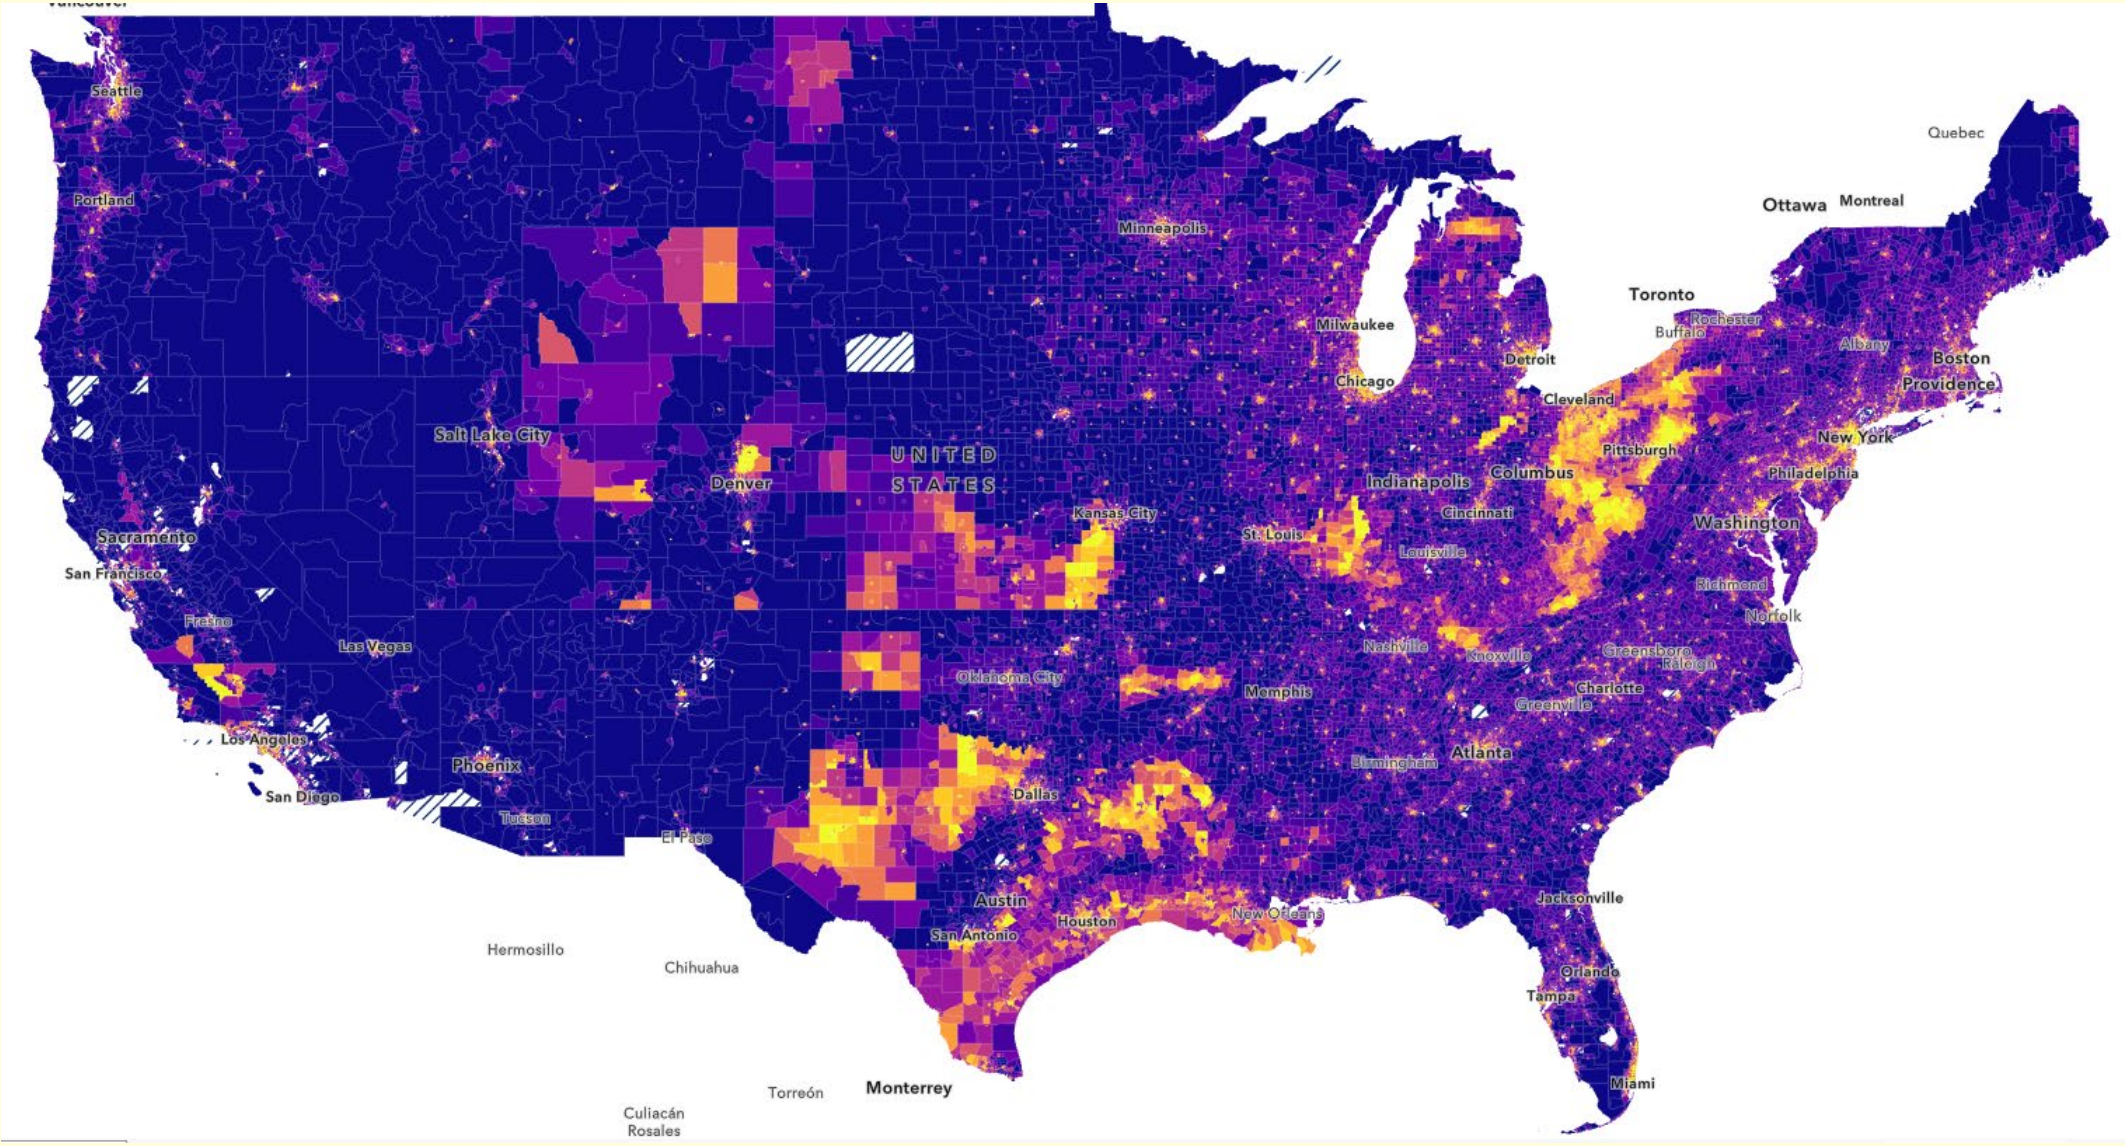 Vancouver
Seattle
Quebec
Portland
Ottawa
Montreal
Minneapolis
Toronto
Rochester
Milwaukee
Buffalo
Albany
Detroit
Boston
Chicago
Providence
Cleveland
Salt Lake City
New York
UNITED
STATES
Pittsburgh
Denver
Columbus
Philadelphia
Indianapolis
Kansas City
Cincinnati
Washington
Sacramento
St. Louis
Louisville
San Francisco
Richmond
Norfolk
Fresno
Las Vegas
Nashville
Knoxville
Greensboro
Raleigh
Oklahoma City
Memphis
Charlotte
Greenville
Los Angeles
Atlanta
Phoenix
Birmingham
San Diego
Dallas
Tucson
El Paso
Austin
Jacksonville
New Orleans
Houston
San Antonio
Hermosillo
Chihuahua
Orlando
Tampa
Miami
Monterrey
Torreón
Culiacán
Rosales